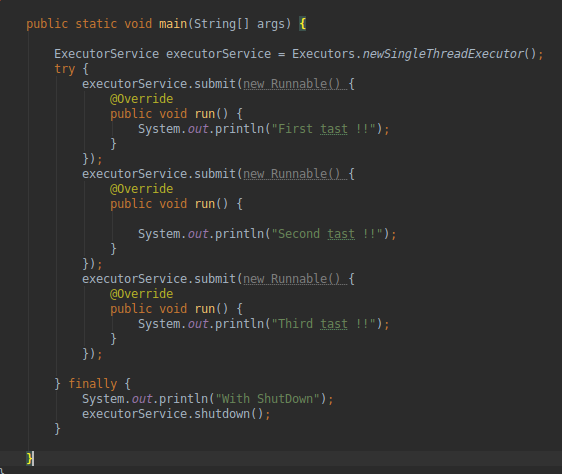 public static void main(String[] args) {
ExecutorService executorService = Executors.newSingleThreadExecutor();
try {
executorService.submit(new Runnable() {
@Override
public void run() {
System.out.println("First tast !!");
}
});
executorService.submit(new Runnable() {
@Override
public void run() {
System.out.println("Second tast !!");
}
});
executorService.submit(new Runnable() {
@Override
public void run() {
System.out.println("Third tast !!");
}
});
} finally {
System.out.println("With ShutDown");
executorService.shutdown();
}
}
}